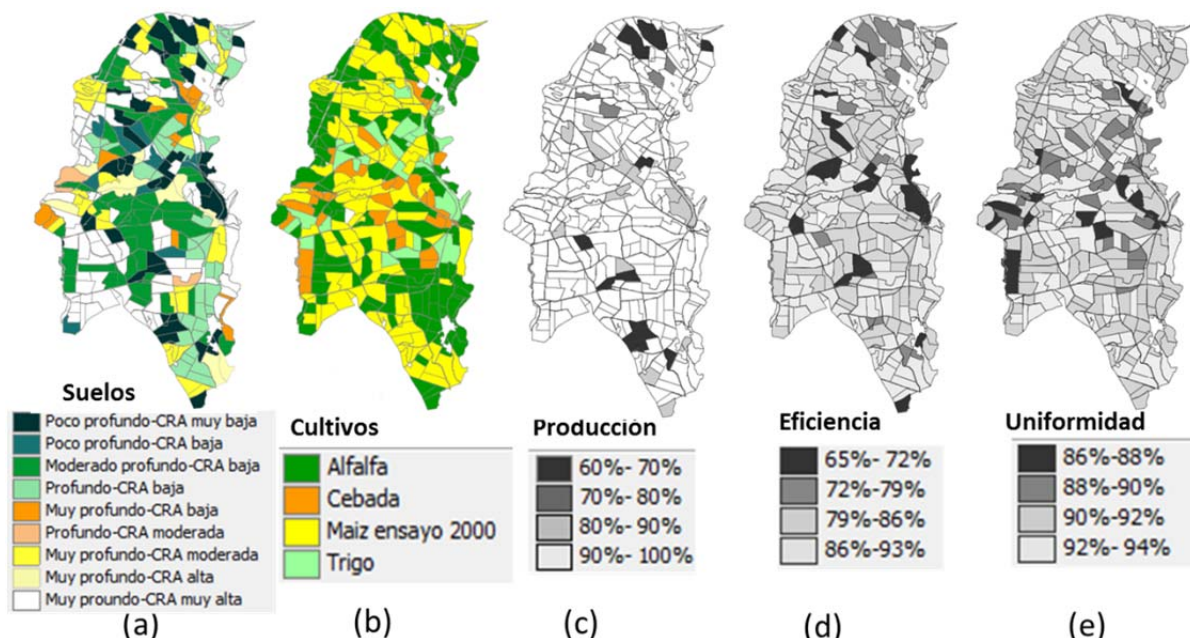 Suelos
Poco profundo-CRA muy baja
Poco profundo-CRA baja
Moderado profundo-CRA baja
Profundo-CRA baja
Muy profundo-CRA baja
Profundo-CRA moderada
Muy profundo-CRA moderada
Muy profundo-CRA alta
Muy proundo-CRA muy alta
(a)
Cultivos
Alfalfa
Cebada
Maiz ensayo 2000
Trigo
(b)
Producción
60%- 70%
70%- 80%
80%- 90%
90%- 100%
(c)
Eficiencia
65%- 72%
72%-79%
79%-86%
86%-93%
(d)
Uniformidad
86%-88%
88%-90%
90%-92%
92%- 94%
(e)